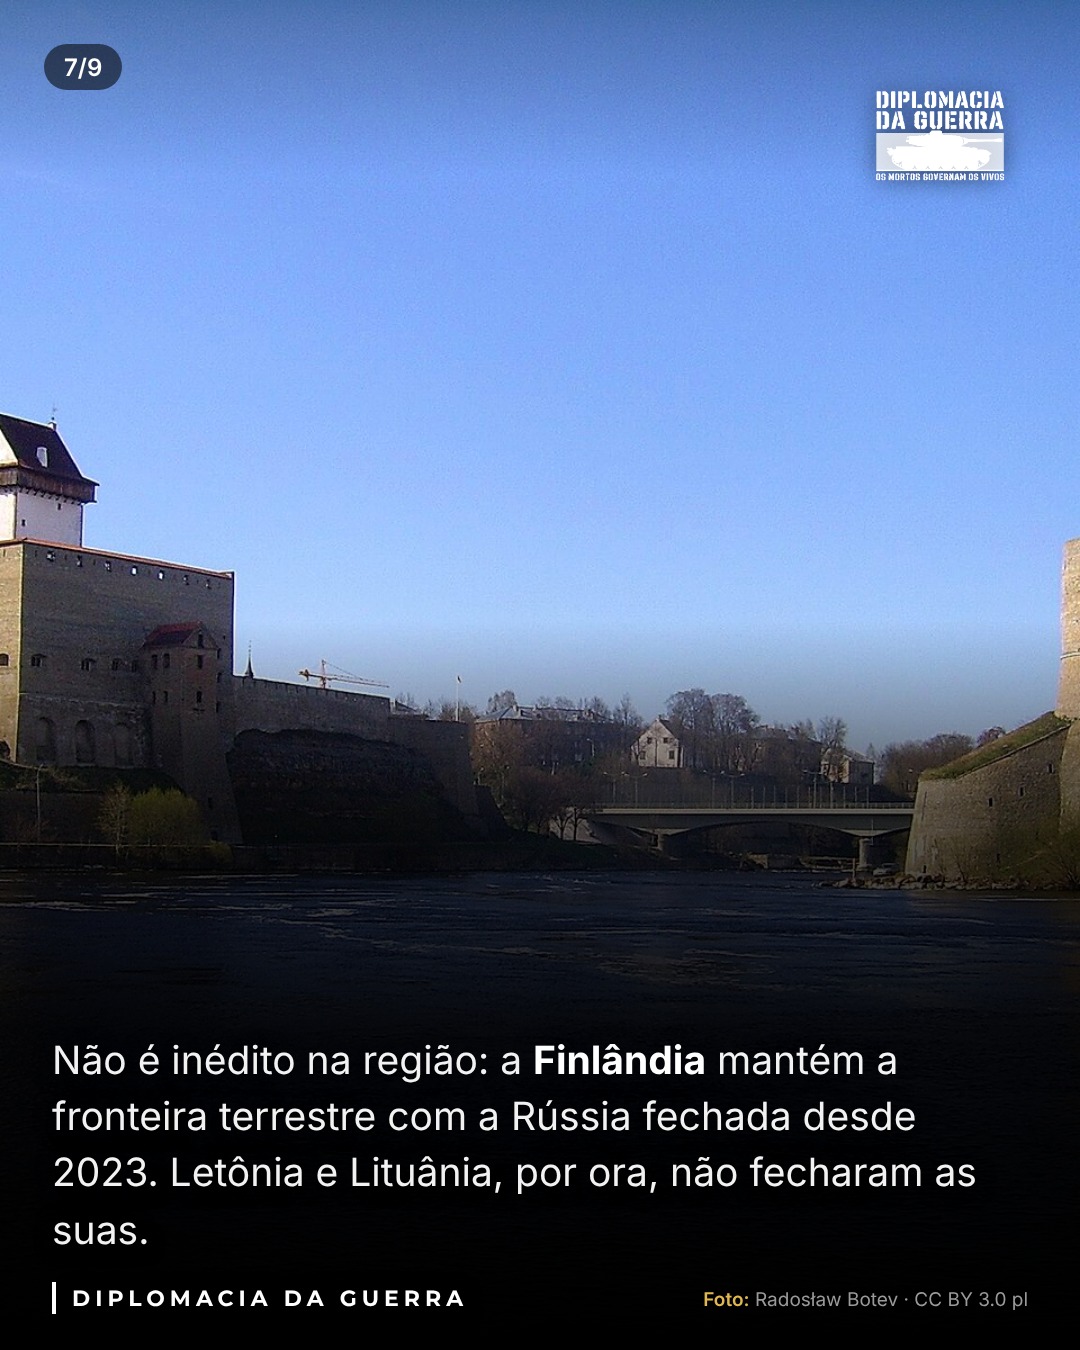 7/9
DIPLOMACIA
DA GUERRA
OS MORTOS GOVERNAM OS VIVOS
Não é inédito na região: a Finlândia mantém a
fronteira terrestre com a Rússia fechada desde
2023. Letônia e Lituânia, por ora, não fecharam as
suas.
DIPLOMACIA DA GUERRA
Foto: Radosław Botev · CC BY 3.0 pl